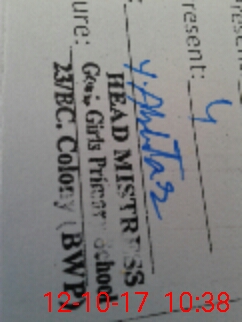 resent: 4
ure:
HEAD MISTRESS
Govt, Girls Primary School
23/BC. Colony (BWP)
12-10-17 10:38